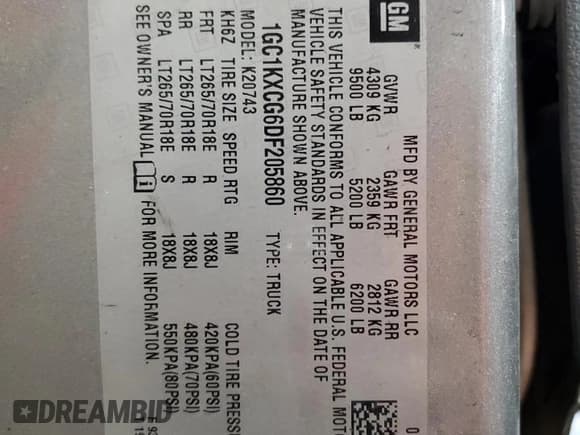 GM
MFD BY GENERAL MOTORS LLC
GVWR GAWR FRT GAWR RR
4309 KG 2359 KG 2812 KG
9500 LB 5200 LB 6200 LB
THIS VEHICLE CONFORMS TO ALL APPLICABLE U.S. FEDERAL MOT
VEHICLE SAFETY STANDARDS IN EFFECT ON THE DATE OF
MANUFACTURE SHOWN ABOVE.
1GC1KXCG6DF205860 TYPE: TRUCK
MODEL: K20743
KH6Z TIRE SIZE SPEED RTG RIM COLD TIRE PRESS
FRT LT265/70R18E R 18X8J 420KPA(60PSI)
RR LT265/70R18E R 18X8J 480KPA(70PSI)
SPA LT265/70R18E S 18X8J 550KPA(80PSI)
SEE OWNER'S MANUAL FOR MORE INFORMATION.
DREAMBID